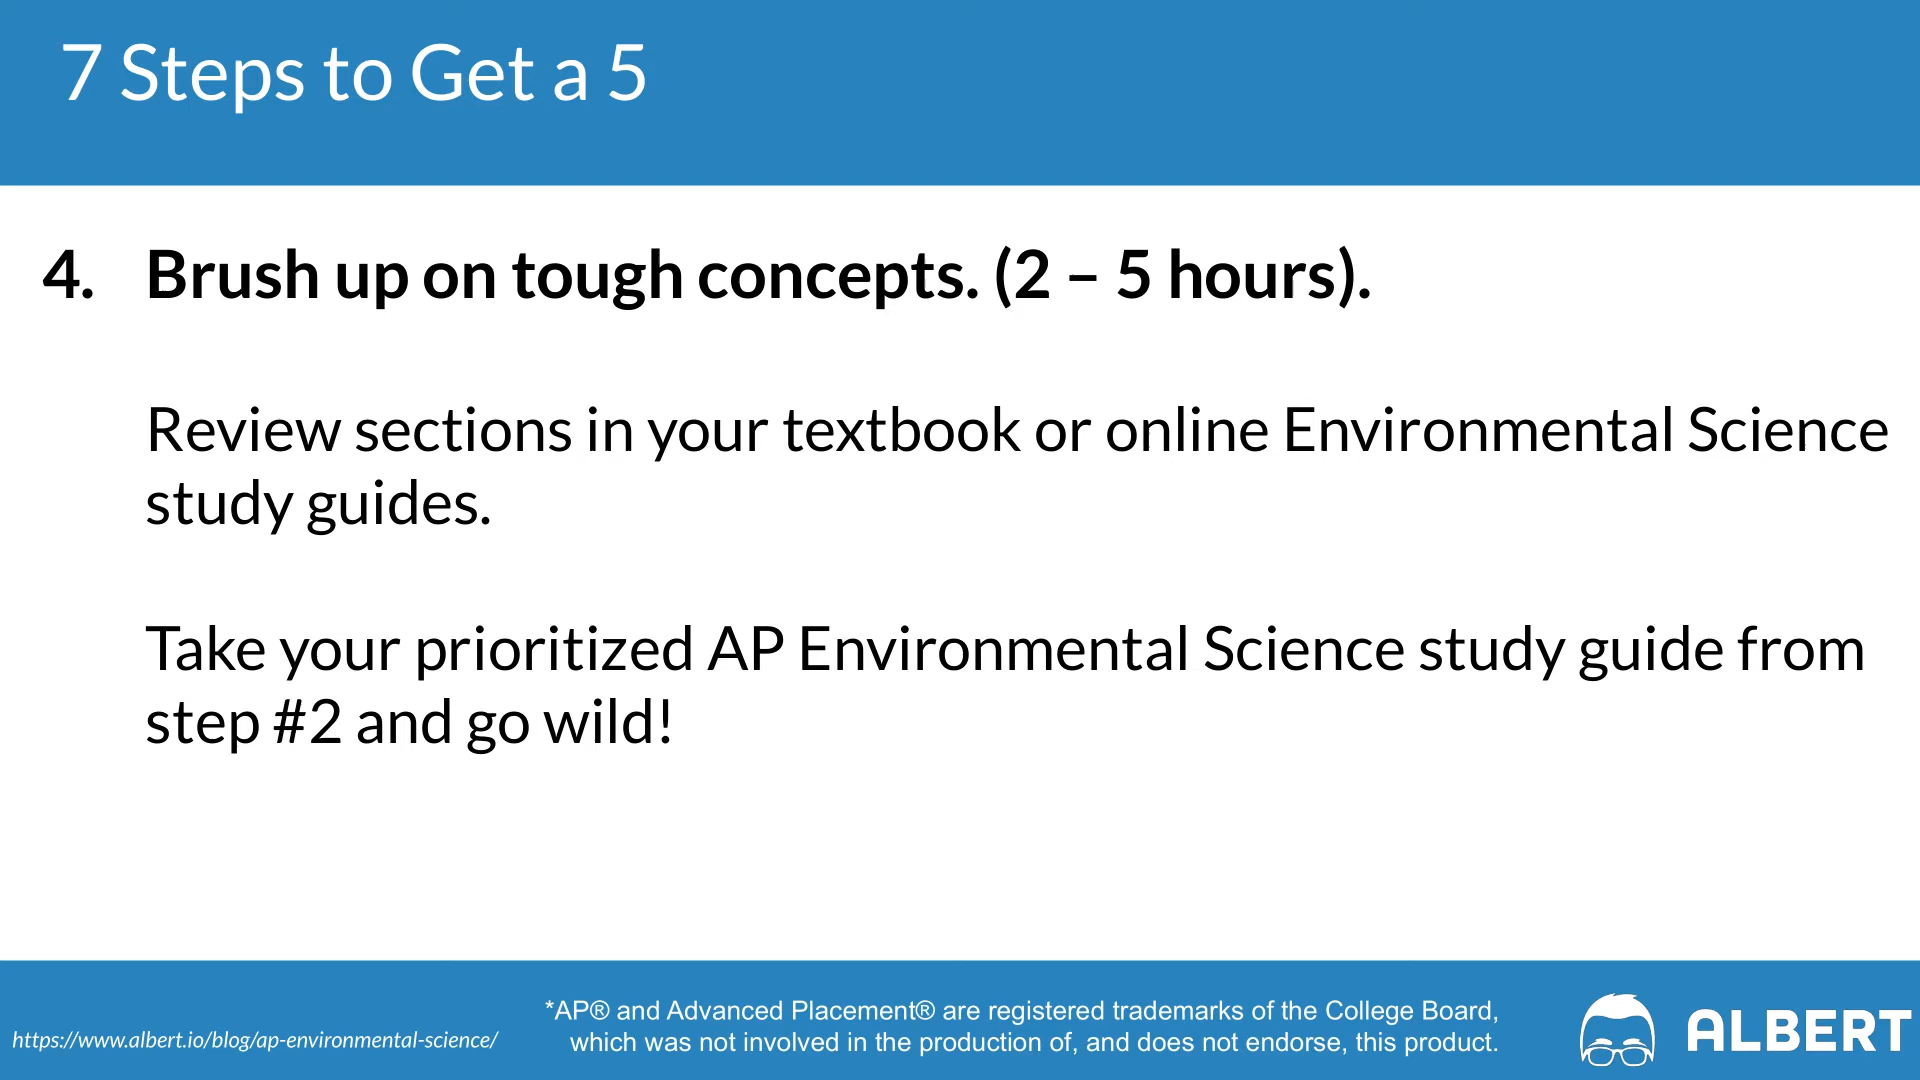 7 Steps to Get a 5
4. Brush up on tough concepts. (2 – 5 hours).
Review sections in your textbook or online Environmental Science
study guides.
Take your prioritized AP Environmental Science study guide from
step #2 and go wild!
https://www.albert.io/blog/ap-environmental-science/
*AP® and Advanced Placement® are registered trademarks of the College Board,
which was not involved in the production of, and does not endorse, this product.
ALBERT